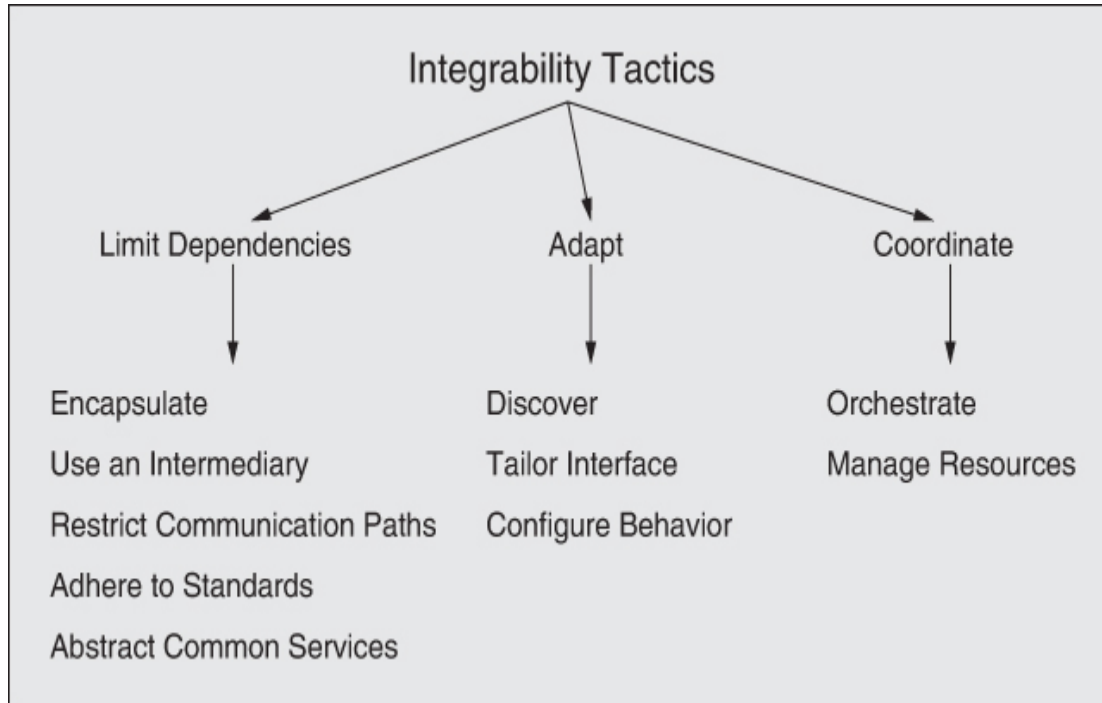 Integrability Tactics
Limit Dependencies
Adapt
Coordinate
Encapsulate
Use an Intermediary
Restrict Communication Paths
Adhere to Standards
Abstract Common Services
Discover
Tailor Interface
Configure Behavior
Orchestrate
Manage Resources